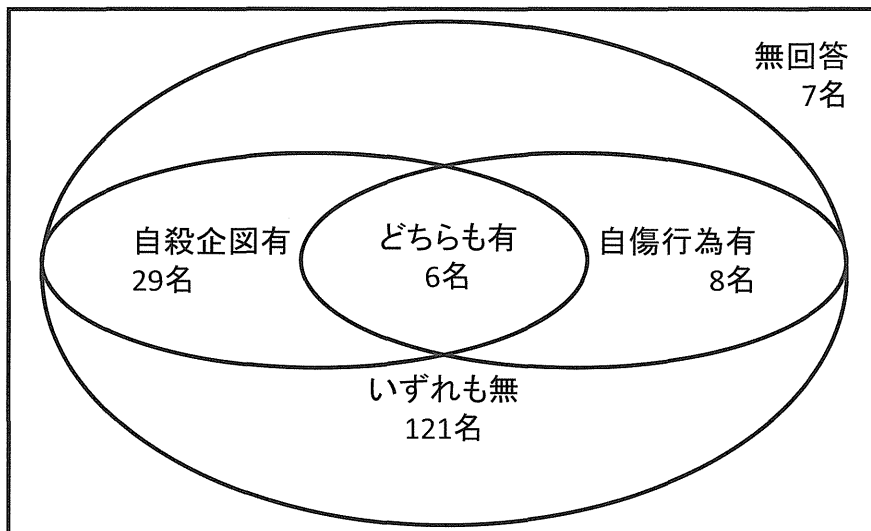 無回答
7名
自殺企図有
29名
どちらも有
6名
自傷行為有
8名
いずれも無
121名